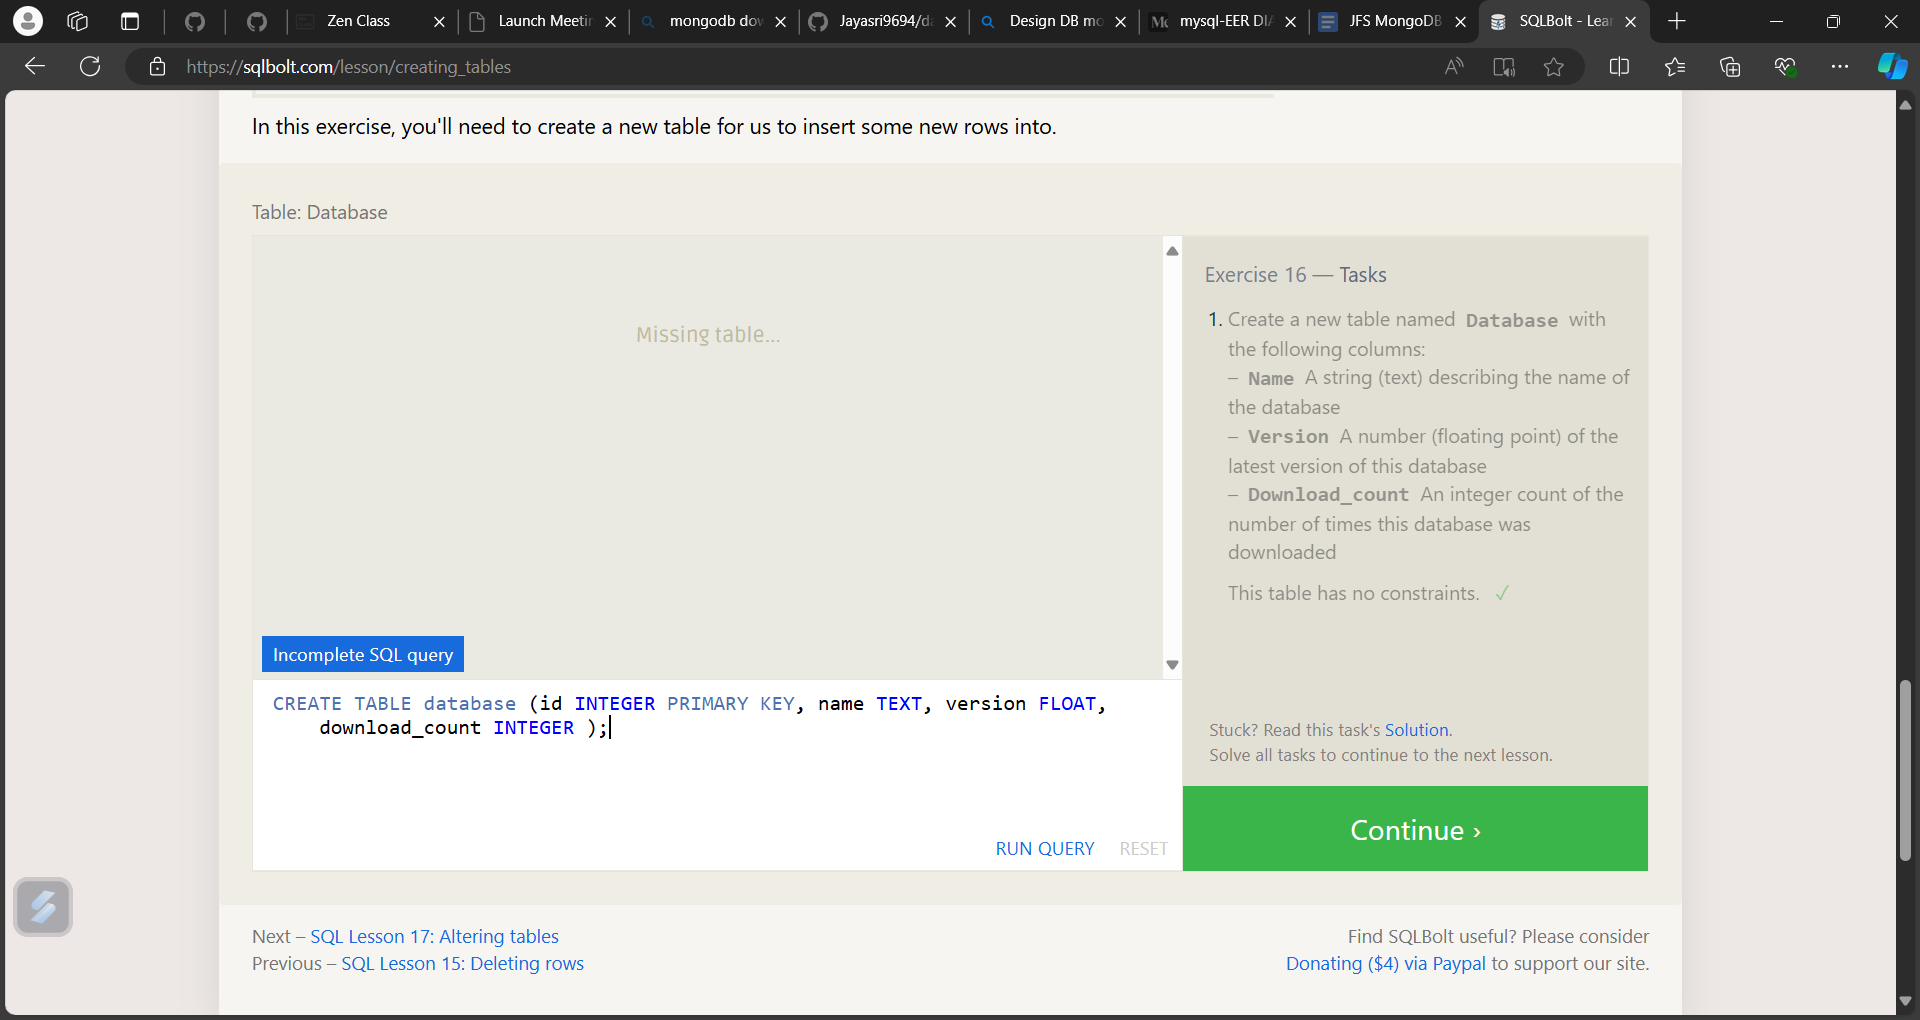 Zen Class
Launch Meetin
mongodb dov
Jayasri9694/da
Design DB mo
mysql-EER DIA
JFS MongoDB
SQLBolt - Lear
https://sqlbolt.com/lesson/creating_tables
In this exercise, you'll need to create a new table for us to insert some new rows into.
Table: Database
Missing table...
Incomplete SQL query
CREATE TABLE database (id INTEGER PRIMARY KEY, name TEXT, version FLOAT,
download_count INTEGER );
RUN QUERY RESET
Exercise 16 — Tasks
1. Create a new table named Database with
the following columns:
– Name A string (text) describing the name of
the database
– Version A number (floating point) of the
latest version of this database
– Download_count An integer count of the
number of times this database was
downloaded
This table has no constraints. ✓
Stuck? Read this task's Solution.
Solve all tasks to continue to the next lesson.
Continue ›
Next – SQL Lesson 17: Altering tables
Previous – SQL Lesson 15: Deleting rows
Find SQLBolt useful? Please consider
Donating ($4) via Paypal to support our site.